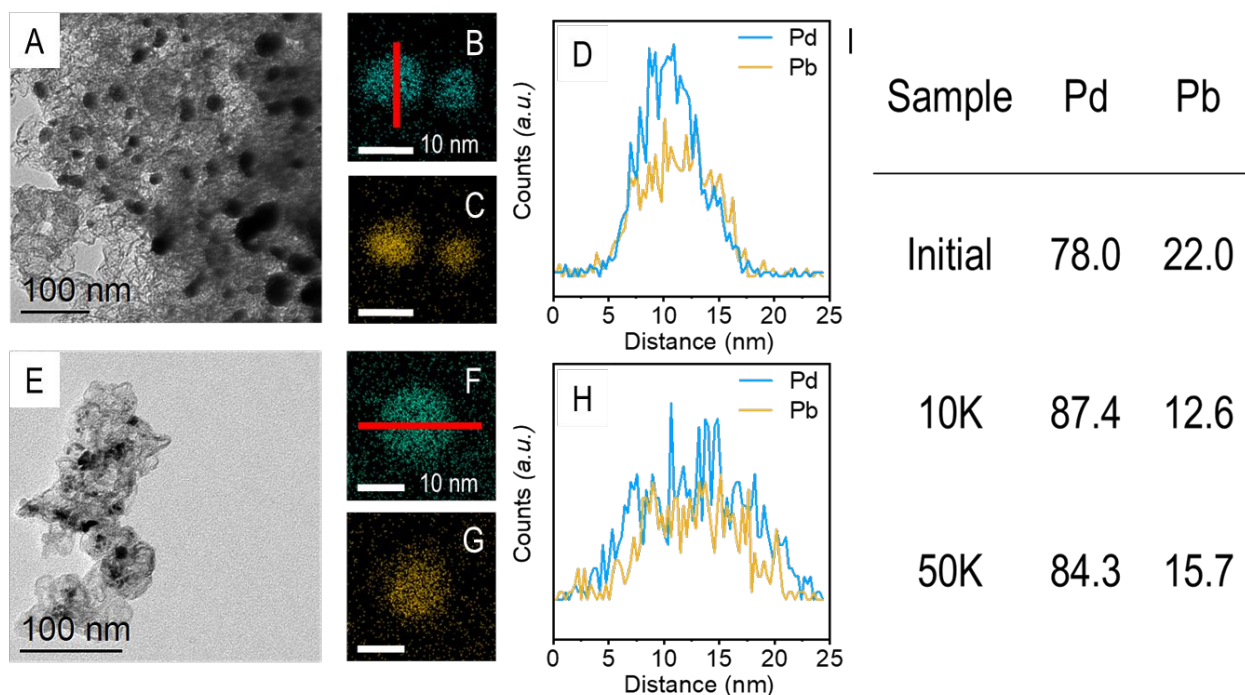 A
100 nm
B
10 nm
C
D
Pd
Pb
Counts (a.u.)
0 5 10 15 20 25
Distance (nm)
E
100 nm
F
10 nm
G
H
Pd
Pb
Counts (a.u.)
0 5 10 15 20 25
Distance (nm)
I
Sample Pd Pb
Initial 78.0 22.0
10K 87.4 12.6
50K 84.3 15.7